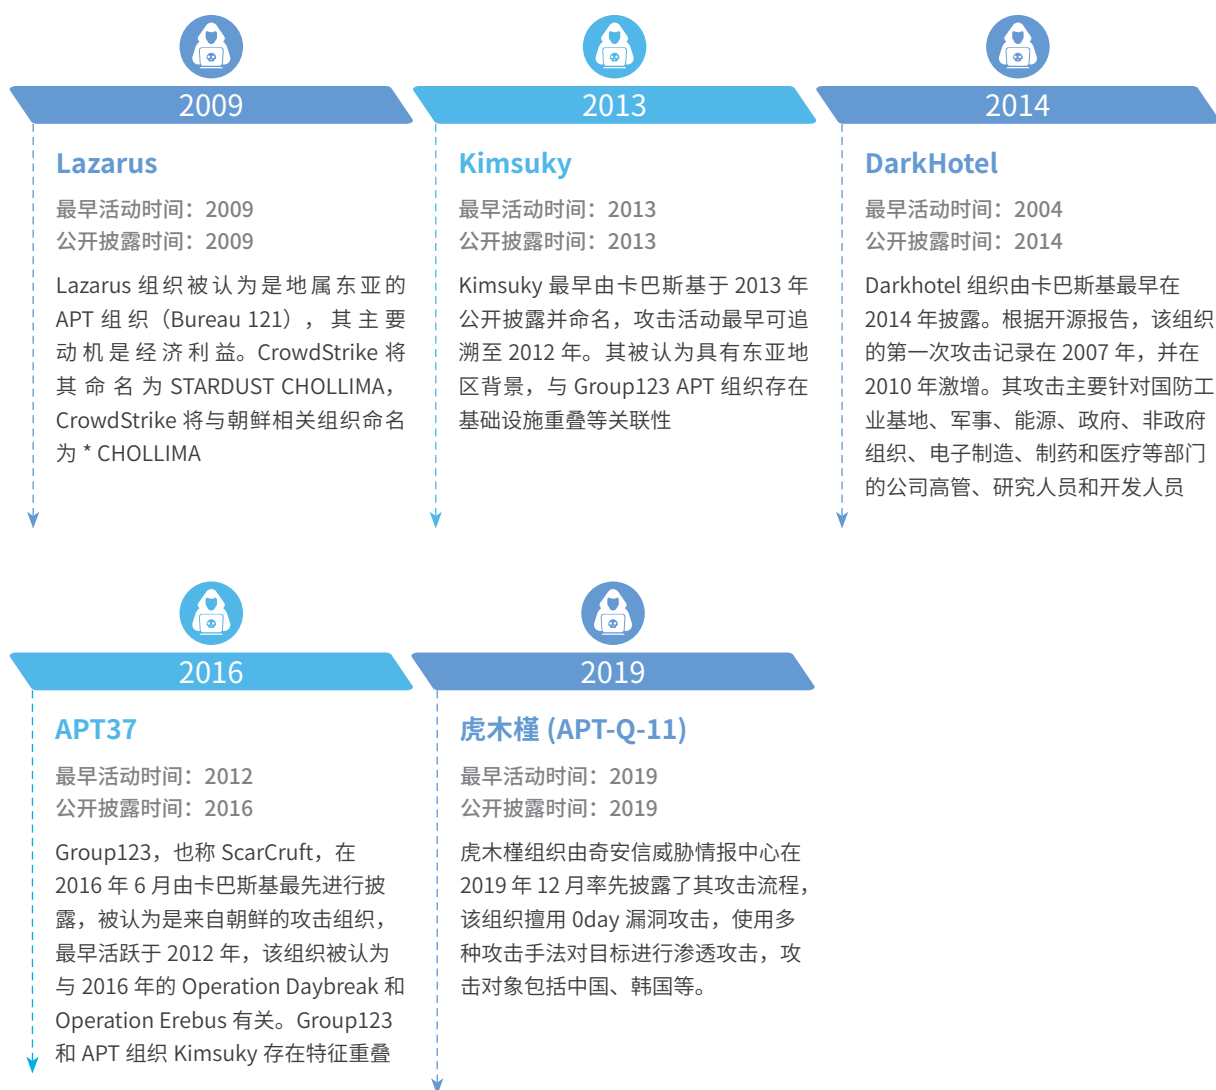 2009
Lazarus
最早活动时间：2009
公开披露时间：2009
Lazarus 组织被认为是地属东亚的
APT 组织（Bureau 121），其主要
动机是经济利益。CrowdStrike 将
其命名为 STARDUST CHOLLIMA，
CrowdStrike 将与朝鲜相关组织命名
为 * CHOLLIMA
2013
Kimsuky
最早活动时间：2013
公开披露时间：2013
Kimsuky 最早由卡巴斯基于 2013 年
公开披露并命名，攻击活动最早可追
溯至 2012 年。其被认为具有东亚地
区背景，与 Group123 APT 组织存在
基础设施重叠等关联性
2014
DarkHotel
最早活动时间：2004
公开披露时间：2014
Darkhotel 组织由卡巴斯基最早在
2014 年披露。根据开源报告，该组织
的第一次攻击记录在 2007 年，并在
2010 年激增。其攻击主要针对国防工
业基地、军事、能源、政府、非政府
组织、电子制造、制药和医疗等部门
的公司高管、研究人员和开发人员
2016
APT37
最早活动时间：2012
公开披露时间：2016
Group123，也称 ScarCruft，在
2016 年 6 月由卡巴斯基最先进行披
露，被认为是来自朝鲜的攻击组织，
最早活跃于 2012 年，该组织被认为
与 2016 年的 Operation Daybreak 和
Operation Erebus 有关。Group123
和 APT 组织 Kimsuky 存在特征重叠
2019
虎木槿 (APT-Q-11)
最早活动时间：2019
公开披露时间：2019
虎木槿组织由奇安信威胁情报中心在
2019 年 12 月率先披露了其攻击流程，
该组织擅用 0day 漏洞攻击，使用多
种攻击手法对目标进行渗透攻击，攻
击对象包括中国、韩国等。